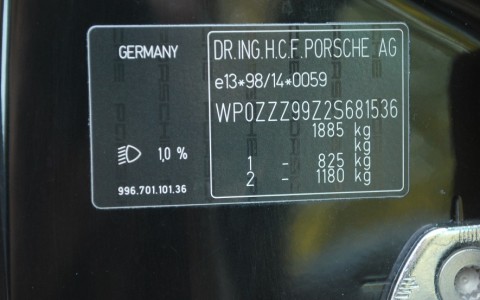 GERMANY
DR.ING.H.C.F.PORSCHE AG
e13*98/14*0059
WP0ZZZ99Z2S681536
1885 kg
kg
1,0 %
1 - 825 kg
2 - 1180 kg
996.701.101.36